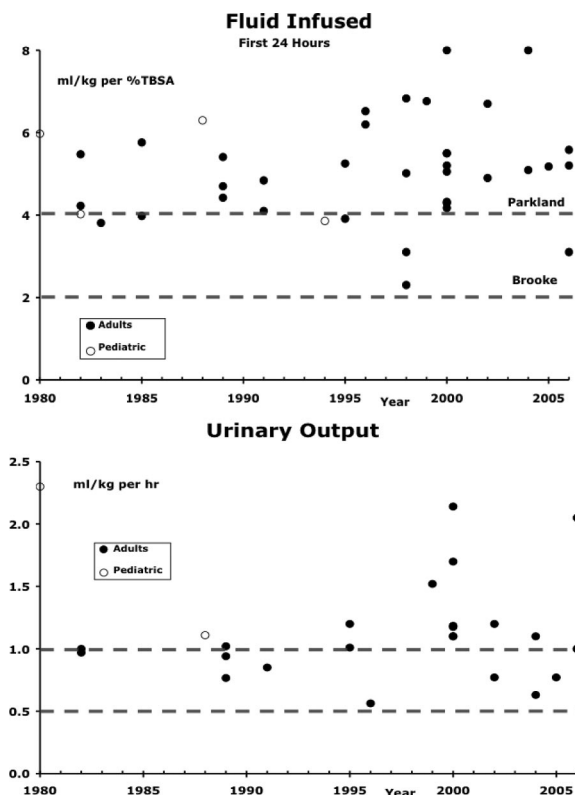 Fluid Infused
First 24 Hours
8
ml/kg per %TBSA
6
Parkland
4
Brooke
2
Adults
Pediatric
0
1980 1985 1990 1995 2000 2005
Year
Urinary Output
2.5
ml/kg per hr
2.0
Adults
Pediatric
1.5
1.0
0.5
0.0
1980 1985 1990 1995 2000 2005
Year